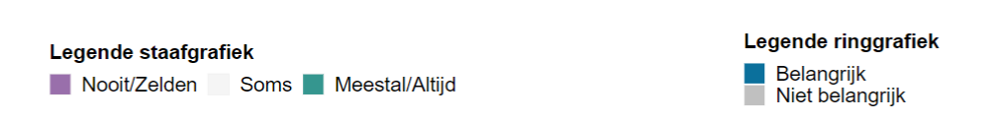 Legende staafgrafiek
Nooit/Zelden Soms Meestal/Altijd
Legende ringgrafiek
Belangrijk
Niet belangrijk